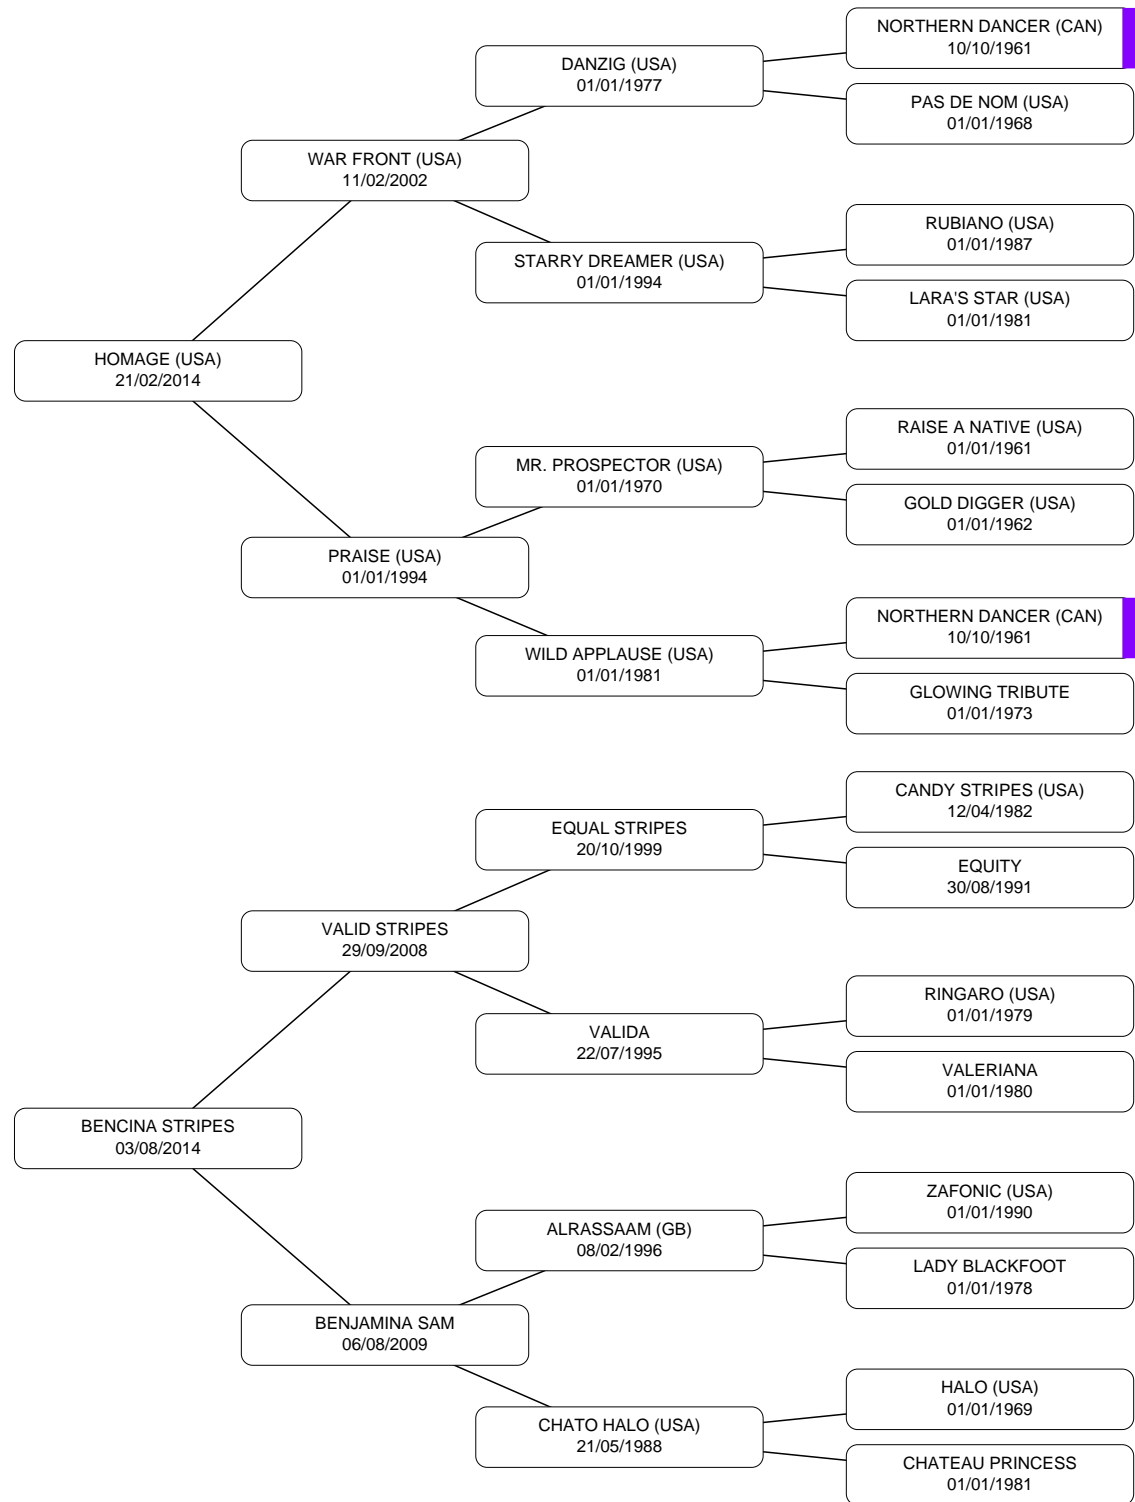 NORTHERN DANCER (CAN)
10/10/1961
DANZIG (USA)
01/01/1977
PAS DE NOM (USA)
01/01/1968
WAR FRONT (USA)
11/02/2002
RUBIANO (USA)
01/01/1987
STARRY DREAMER (USA)
01/01/1994
LARA'S STAR (USA)
01/01/1981
HOMAGE (USA)
21/02/2014
RAISE A NATIVE (USA)
01/01/1961
MR. PROSPECTOR (USA)
01/01/1970
GOLD DIGGER (USA)
01/01/1962
PRAISE (USA)
01/01/1994
NORTHERN DANCER (CAN)
10/10/1961
WILD APPLAUSE (USA)
01/01/1981
GLOWING TRIBUTE
01/01/1973
CANDY STRIPES (USA)
12/04/1982
EQUAL STRIPES
20/10/1999
EQUITY
30/08/1991
VALID STRIPES
29/09/2008
RINGARO (USA)
01/01/1979
VALIDA
22/07/1995
VALERIANA
01/01/1980
BENCINA STRIPES
03/08/2014
ZAFONIC (USA)
01/01/1990
ALRASSAAM (GB)
08/02/1996
LADY BLACKFOOT
01/01/1978
BENJAMINA SAM
06/08/2009
HALO (USA)
01/01/1969
CHATO HALO (USA)
21/05/1988
CHATEAU PRINCESS
01/01/1981